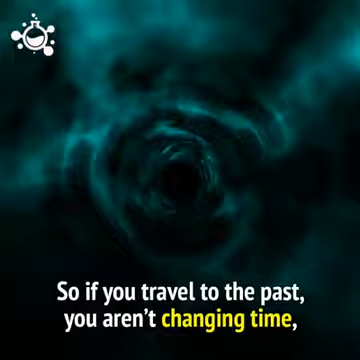 So if you travel to the past,
you aren't changing time,